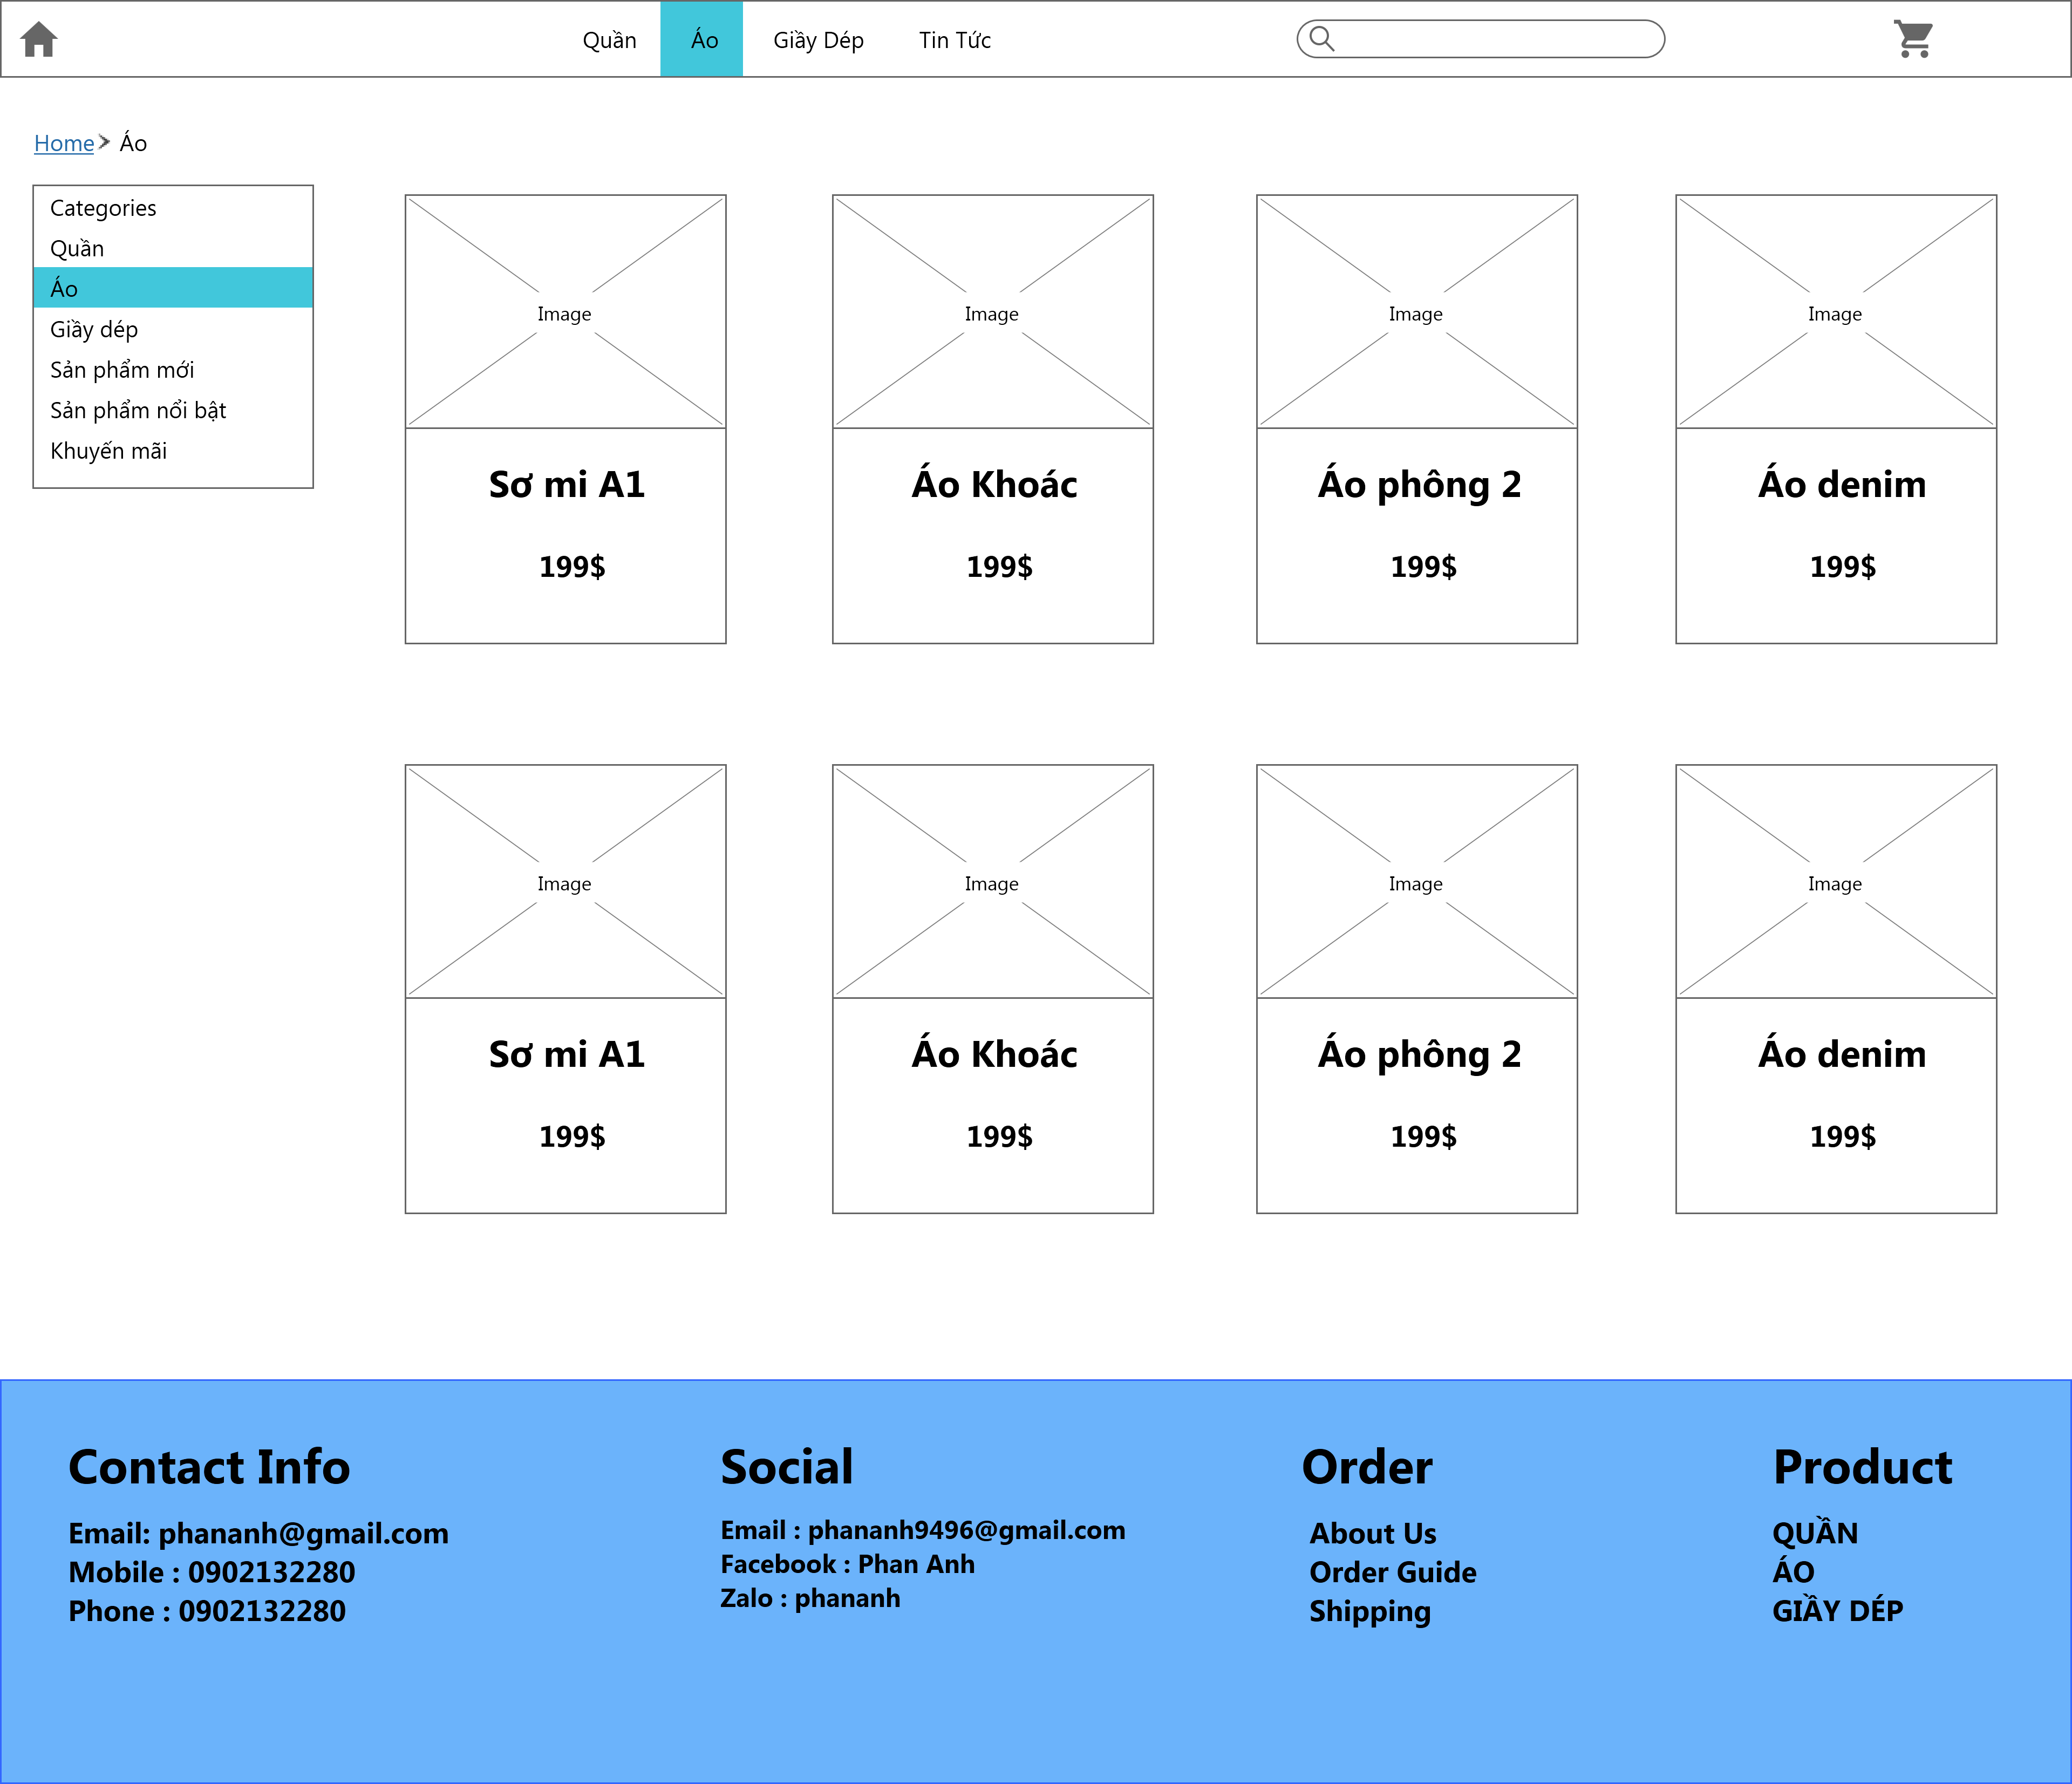 Quần Áo Giầy Dép Tin Tức
Home Áo
Categories
Quần
Áo
Giầy dép
Sản phẩm mới
Sản phẩm nổi bật
Khuyến mãi
Image Image Image Image
Sơ mi A1 Áo Khoác Áo phông 2 Áo denim
199$ 199$ 199$ 199$
Image Image Image Image
Sơ mi A1 Áo Khoác Áo phông 2 Áo denim
199$ 199$ 199$ 199$
Contact Info
Email: phananh@gmail.com
Mobile : 0902132280
Phone : 0902132280
Social
Email : phananh9496@gmail.com
Facebook : Phan Anh
Zalo : phananh
Order
About Us
Order Guide
Shipping
Product
QUẦN
ÁO
GIẦY DÉP